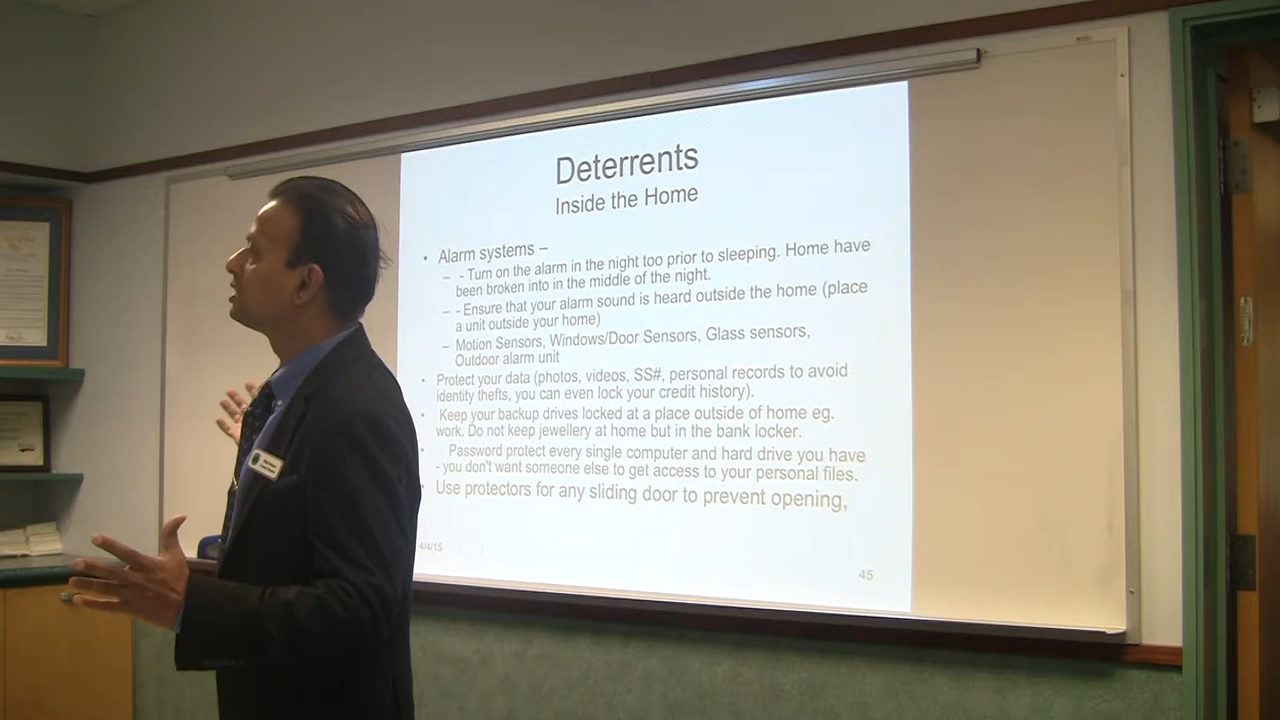 Deterrents
Inside the Home
• Alarm systems –
– - Turn on the alarm in the night too prior to sleeping. Home have
been broken into in the middle of the night.
– - Ensure that your alarm sound is heard outside the home (place
a unit outside your home)
– Motion Sensors, Windows/Door Sensors, Glass sensors,
Outdoor alarm unit
• Protect your data (photos, videos, SS#, personal records to avoid
identity thefts, you can even lock your credit history).
• Keep your backup drives locked at a place outside of home eg.
work. Do not keep jewellery at home but in the bank locker.
• Password protect every single computer and hard drive you have
- you don't want someone else to get access to your personal files.
• Use protectors for any sliding door to prevent opening,
4/4/15
45